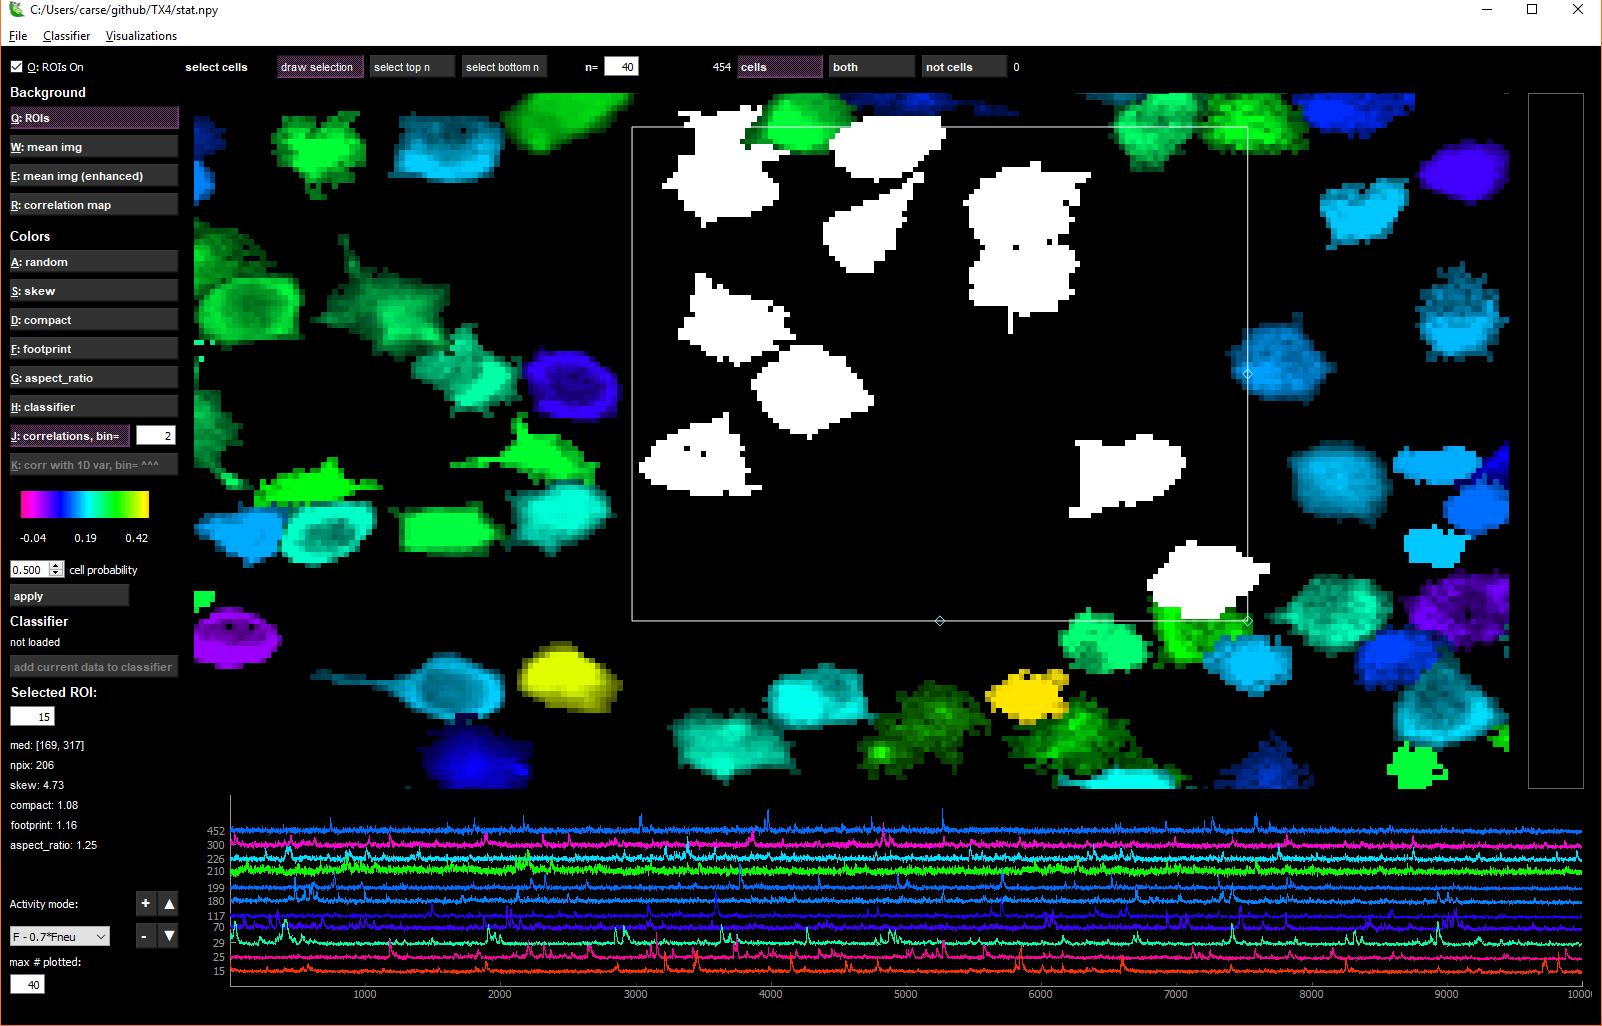 C:/Users/carse/github/TX4/stat.npy
File Classifier Visualizations
O: ROIs On
select cells draw selection select top n select bottom n n= 40 454 cells both not cells 0
Background
Q: ROIs
W: mean img
E: mean img (enhanced)
R: correlation map
Colors
A: random
S: skew
D: compact
F: footprint
G: aspect_ratio
H: classifier
J: correlations, bin= 2
K: corr with 1D var, bin= ^^^
-0.04 0.19 0.42
0.500 cell probability
apply
Classifier
not loaded
add current data to classifier
Selected ROI:
15
med: [169, 317]
npix: 206
skew: 4.73
compact: 1.08
footprint: 1.16
aspect_ratio: 1.25
Activity mode: + ▲
F - 0.7*Fneu - ▼
max # plotted:
40
452
300
226
210
199
180
117
70
29
25
15
1000 2000 3000 4000 5000 6000 7000 8000 9000 1000